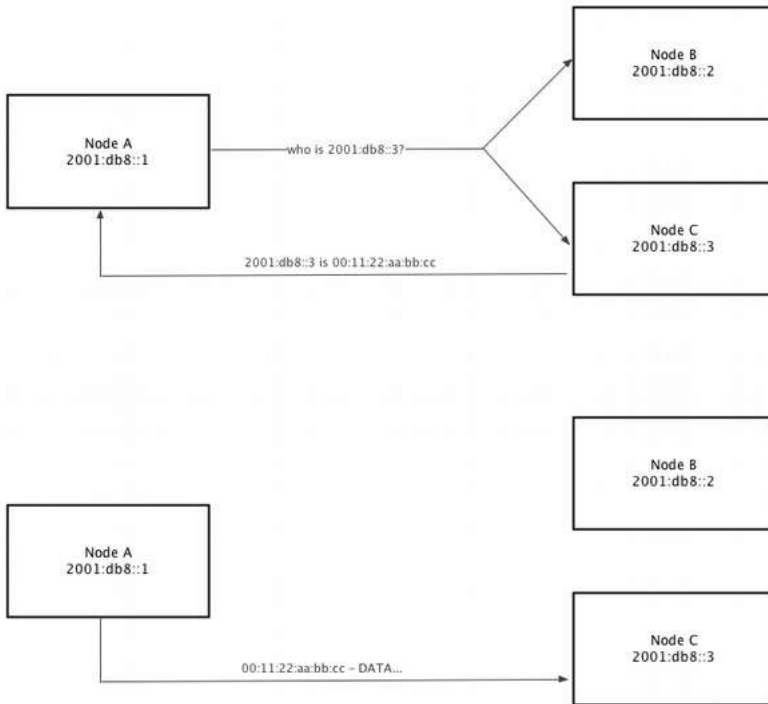 Node B
2001:db8::2
Node A
2001:db8::1
who is 2001:db8::3?
Node C
2001:db8::3
2001:db8::3 is 00:11:22:aa:bb:cc
Node B
2001:db8::2
Node A
2001:db8::1
Node C
2001:db8::3
00:11:22:aa:bb:cc – DATA...